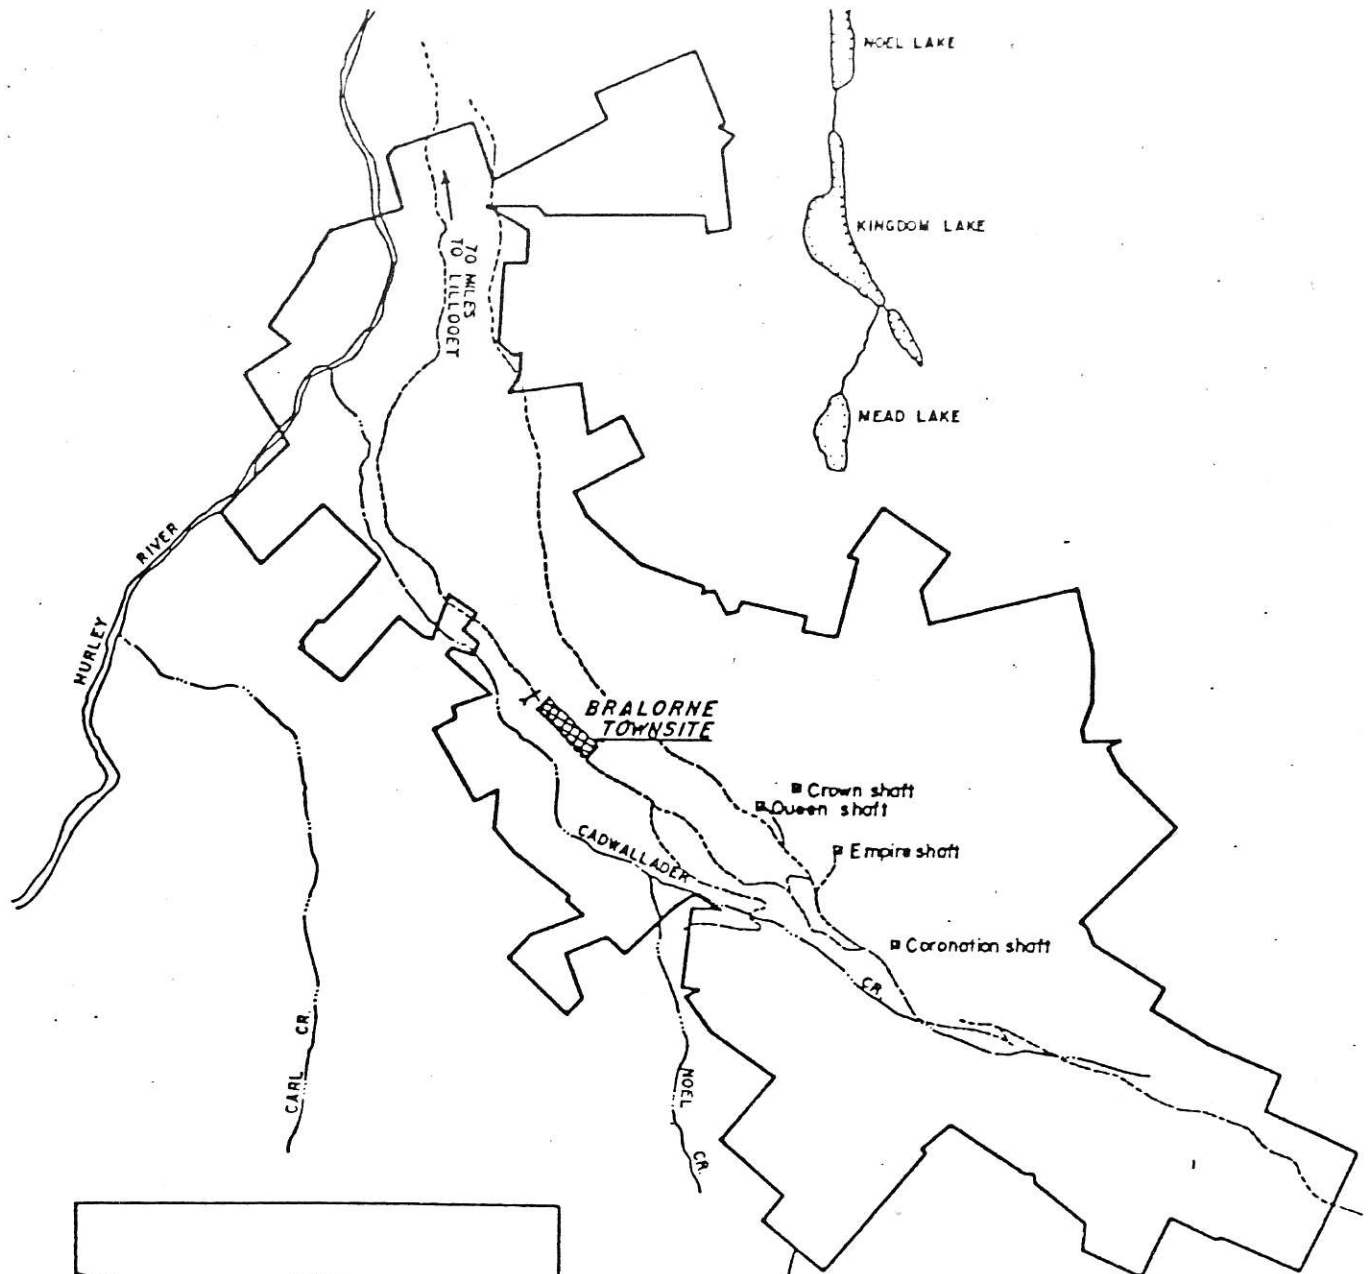 NOEL LAKE
KINGDOM LAKE
70 MILES
TO LILLOOET
MEAD LAKE
HURLEY RIVER
BRALORNE
TOWNSITE
Crown shaft
Queen shaft
Empire shaft
CADWALLADER CR.
Coronation shaft
CARL CR.
NOEL CR.